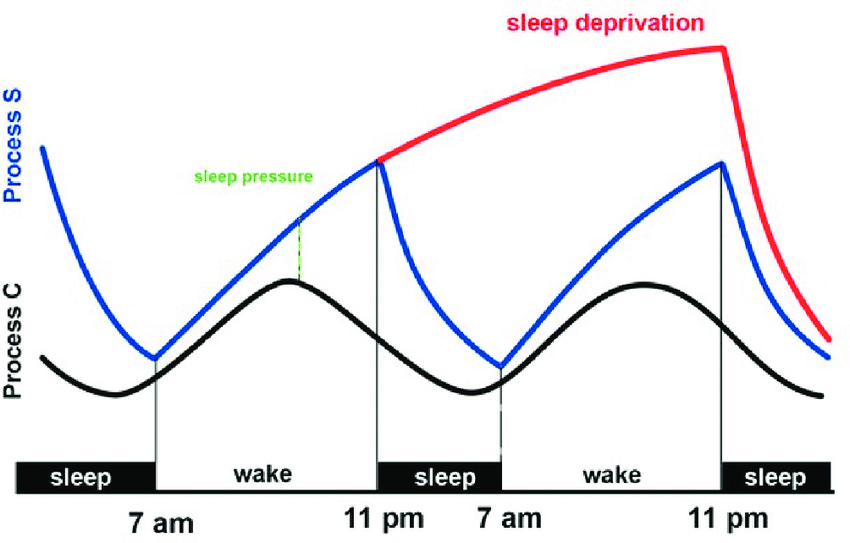 sleep deprivation
Process S
sleep pressure
Process C
sleep
wake
sleep
wake
sleep
7 am
11 pm
7 am
11 pm